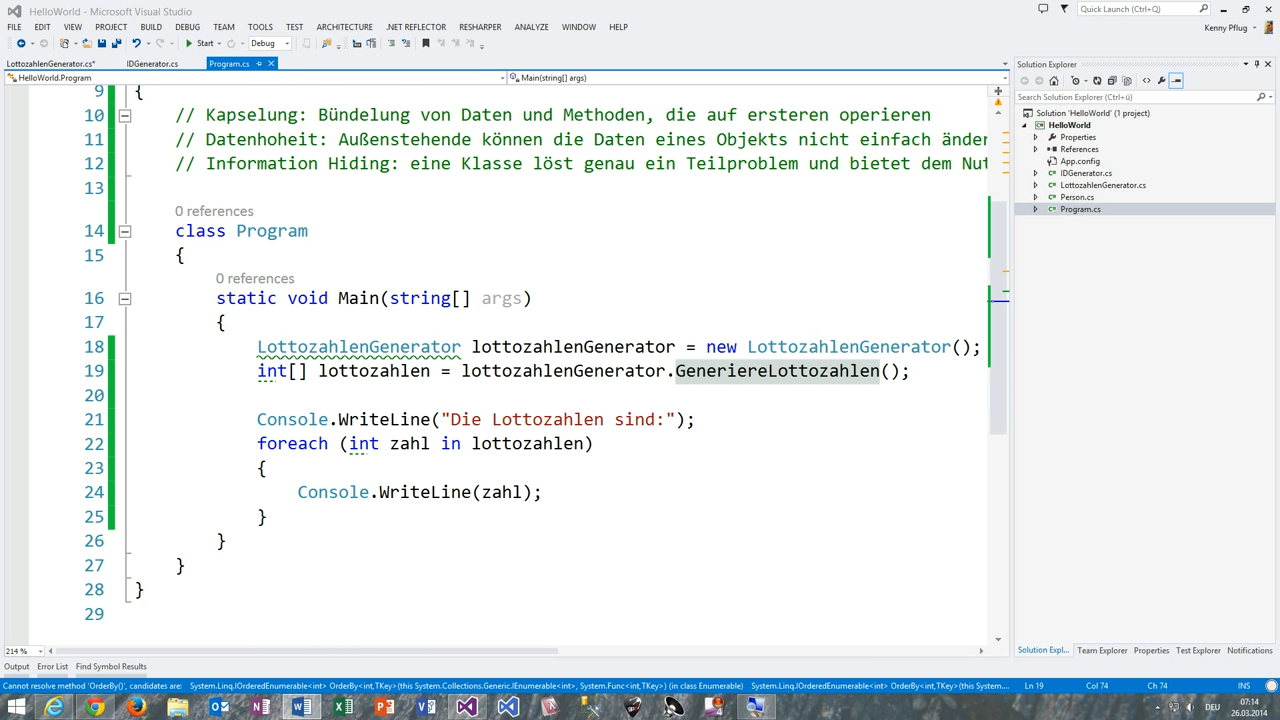 HelloWorld - Microsoft Visual Studio
Quick Launch (Ctrl+Q)
FILE EDIT VIEW PROJECT BUILD DEBUG TEAM TOOLS TEST ARCHITECTURE .NET REFLECTOR RESHARPER ANALYZE WINDOW HELP
Kenny Pflug
Start Debug
LottozahlenGenerator.cs* IDGenerator.cs Program.cs
HelloWorld.Program Main(string[] args)
9 {
10 // Kapselung: Bündelung von Daten und Methoden, die auf ersteren operieren
11 // Datenhoheit: Außenstehende können die Daten eines Objekts nicht einfach änder
12 // Information Hiding: eine Klasse löst genau ein Teilproblem und bietet dem Nut
13
0 references
14 class Program
15 {
0 references
16 static void Main(string[] args)
17 {
18 LottozahlenGenerator lottozahlenGenerator = new LottozahlenGenerator();
19 int[] lottozahlen = lottozahlenGenerator.GeneriereLottozahlen();
20
21 Console.WriteLine("Die Lottozahlen sind:");
22 foreach (int zahl in lottozahlen)
23 {
24 Console.WriteLine(zahl);
25 }
26 }
27 }
28 }
29
214 %
Solution Explorer
Search Solution Explorer (Ctrl+ü)
Solution 'HelloWorld' (1 project)
HelloWorld
Properties
References
App.config
IDGenerator.cs
LottozahlenGenerator.cs
Person.cs
Program.cs
Solution Expl... Team Explorer Properties Test Explorer Notifications
Output Error List Find Symbol Results
Cannot resolve method 'OrderBy()', candidates are: System.Linq.IOrderedEnumerable<int> OrderBy<int,TKey>(this System.Collections.Generic.IEnumerable<int>, System.Func<int,TKey>) (in class Enumerable) System.Linq.IOrderedEnumerable<int> OrderBy<int,TKey>(this System....
Ln 19 Col 74 Ch 74 INS
DEU
07:14
26.03.2014